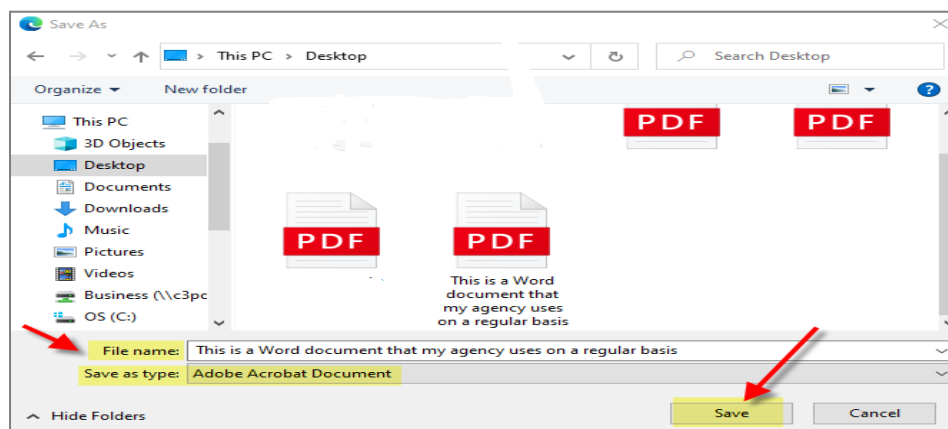 Save As
This PC > Desktop
Search Desktop
Organize
New folder
?
This PC
3D Objects
Desktop
Documents
Downloads
Music
Pictures
Videos
Business (\\c3pc
OS (C:)
PDF
PDF
PDF
PDF
This is a Word
document that
my agency uses
on a regular basis
File name: This is a Word document that my agency uses on a regular basis
Save as type: Adobe Acrobat Document
Hide Folders
Save
Cancel